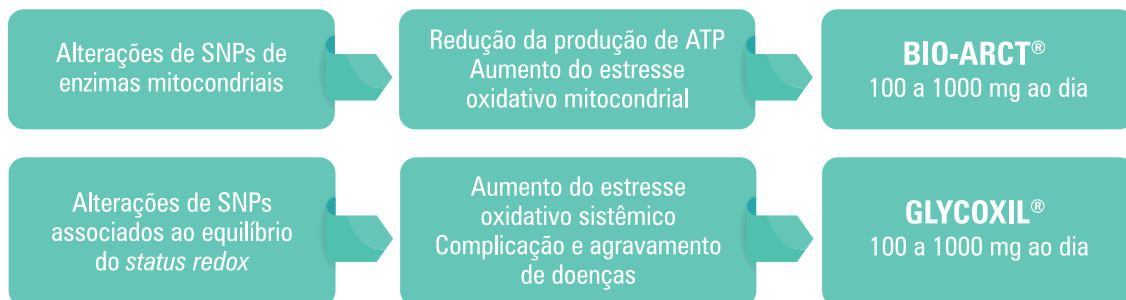 Alterações de SNPs de
enzimas mitocondriais
Redução da produção de ATP
Aumento do estresse
oxidativo mitocondrial
BIO-ARCT®
100 a 1000 mg ao dia
Alterações de SNPs
associados ao equilíbrio
do status redox
Aumento do estresse
oxidativo sistêmico
Complicação e agravamento
de doenças
GLYCOXIL®
100 a 1000 mg ao dia